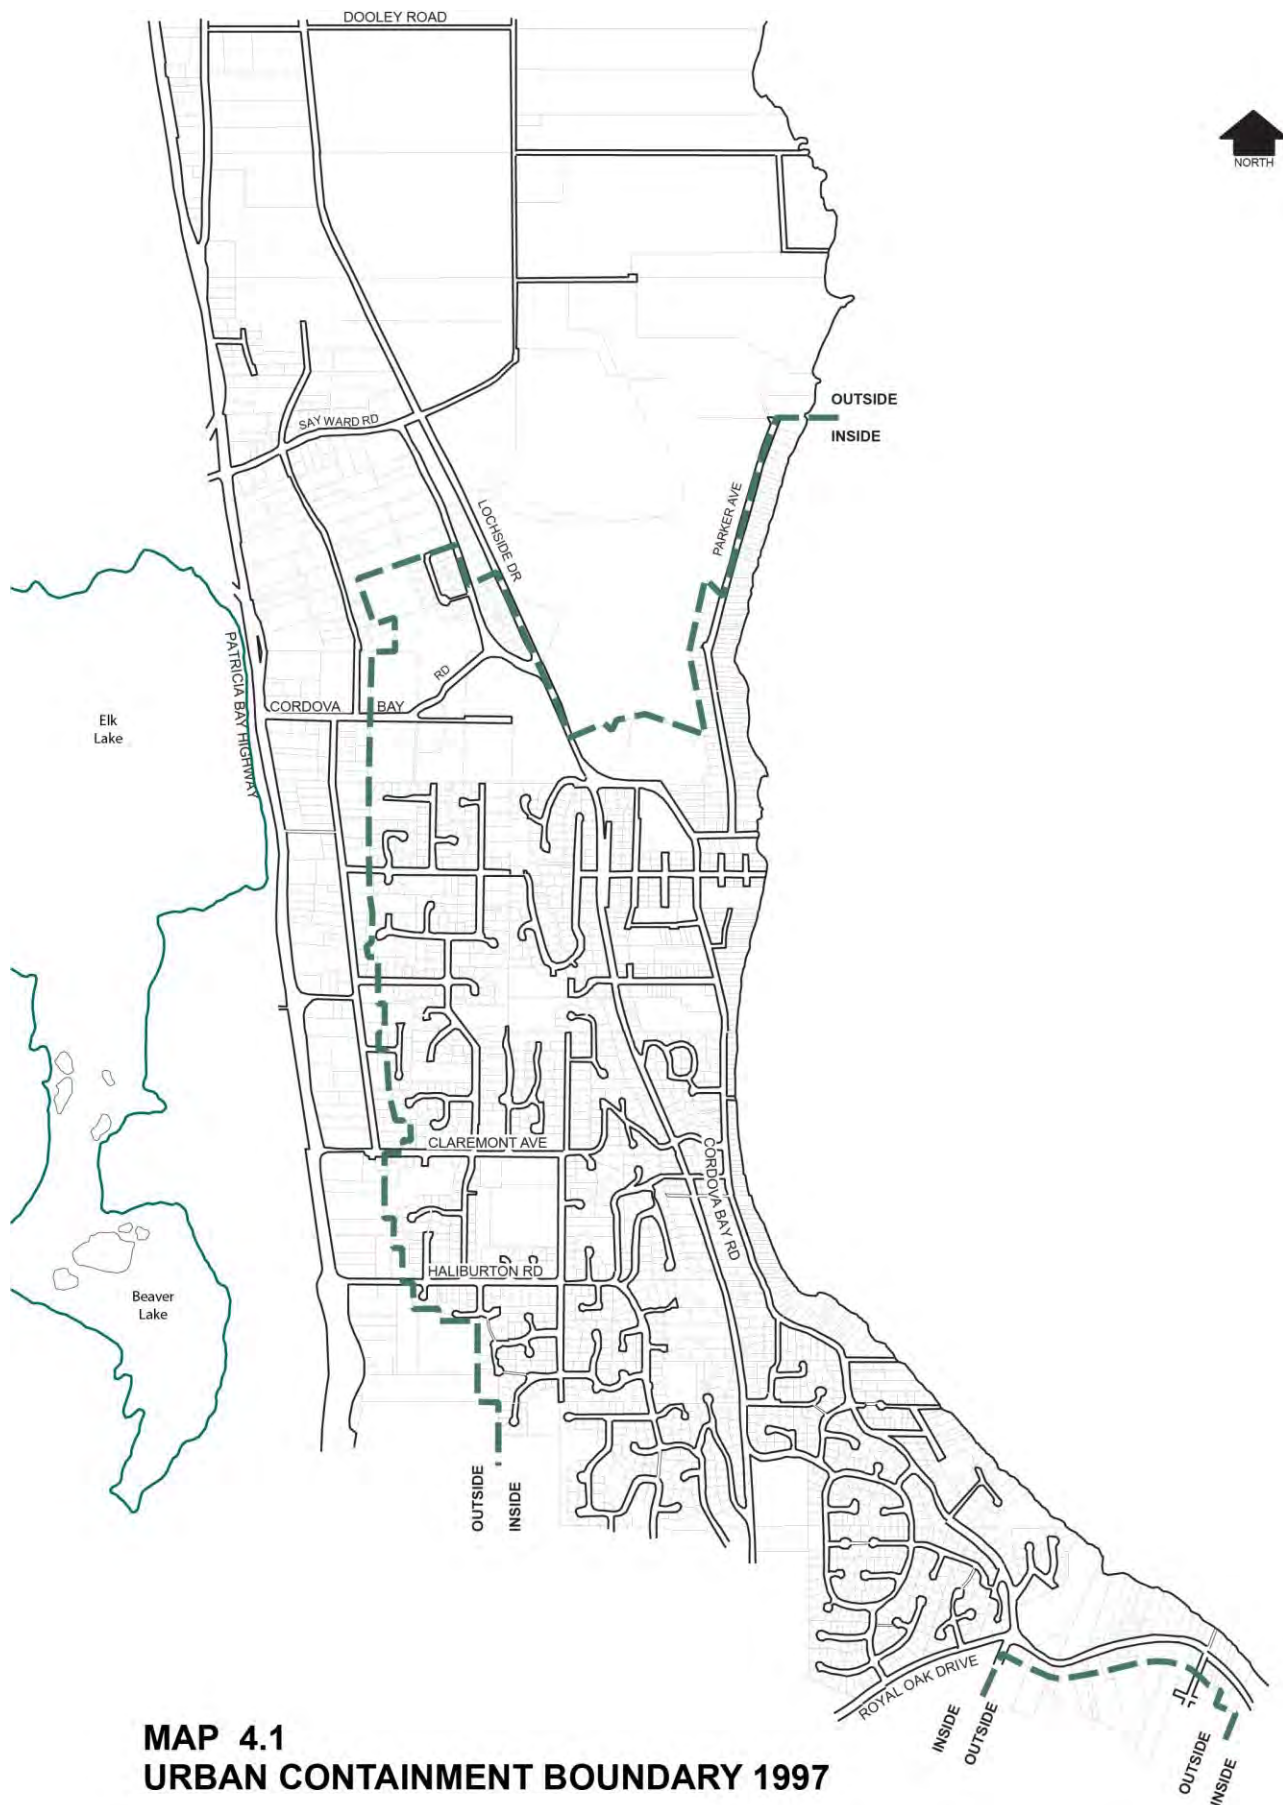 DOOLEY ROAD
NORTH
OUTSIDE
INSIDE
SAYWARD RD
LOCHSIDE DR
PARKER AVE
PATRICIA BAY HIGHWAY
CORDOVA BAY RD
Elk
Lake
CLAREMONT AVE
CORDOVA BAY RD
HALIBURTON RD
Beaver
Lake
OUTSIDE
INSIDE
ROYAL OAK DRIVE
INSIDE
OUTSIDE
OUTSIDE
INSIDE
MAP 4.1
URBAN CONTAINMENT BOUNDARY 1997